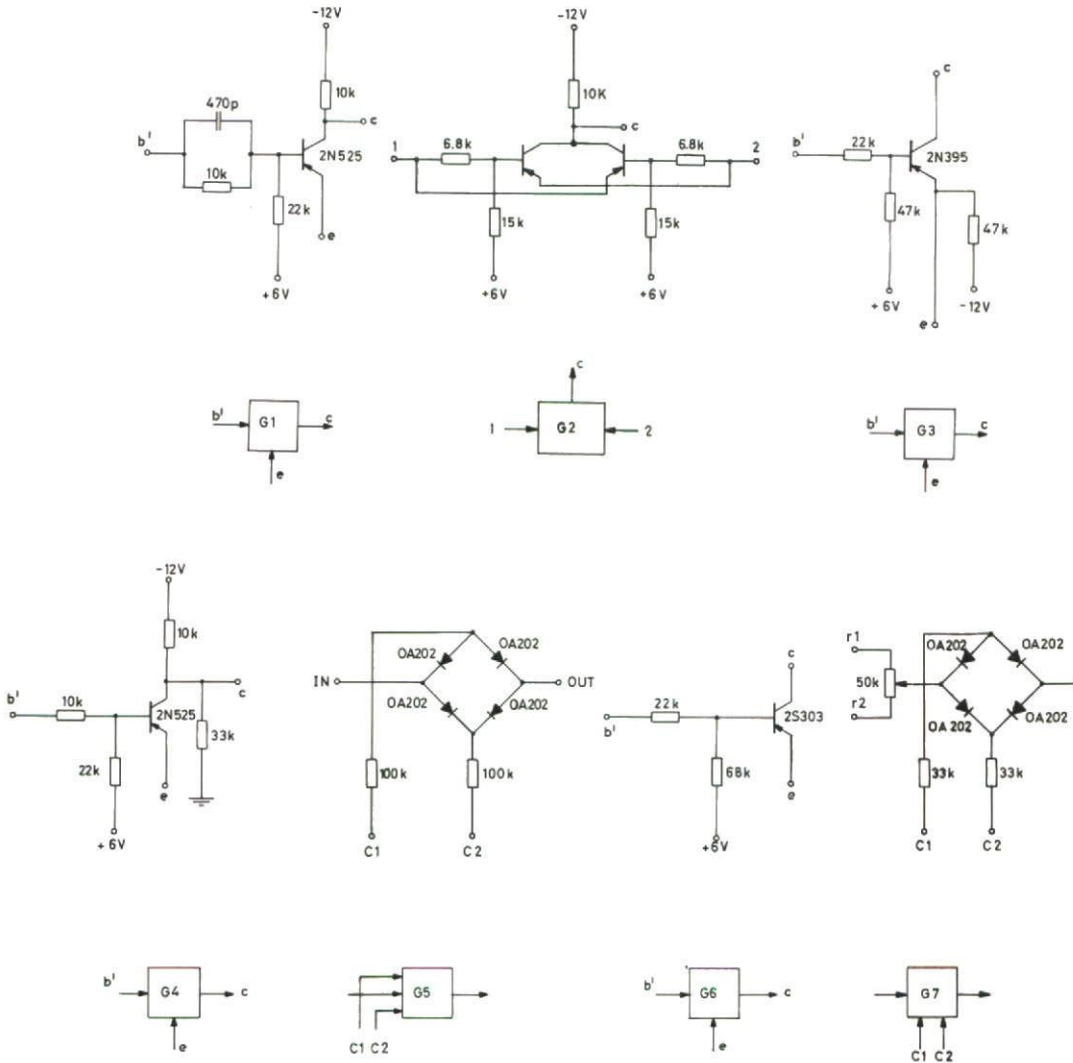 -12V
10k
470p
c
b'
2N525
10k
22k
e
+6V
-12V
10K
c
1
6.8k
6.8k
2
15k
15k
+6V
+6V
c
b'
22k
2N395
47k
47k
+6V
-12V
e
b'
G1
c
e
c
1
G2
2
b'
G3
c
e
-12V
10k
c
b'
10k
2N525
33k
22k
e
+6V
OA202
OA202
IN
OUT
OA202
OA202
100k
100k
C1
C2
c
22k
2S303
b'
68k
e
+6V
r1
OA202
OA202
50k
r2
OA202
OA202
33k
33k
C1
C2
b'
G4
c
e
G5
C1 C2
b'
G6
c
e
G7
C1 C2